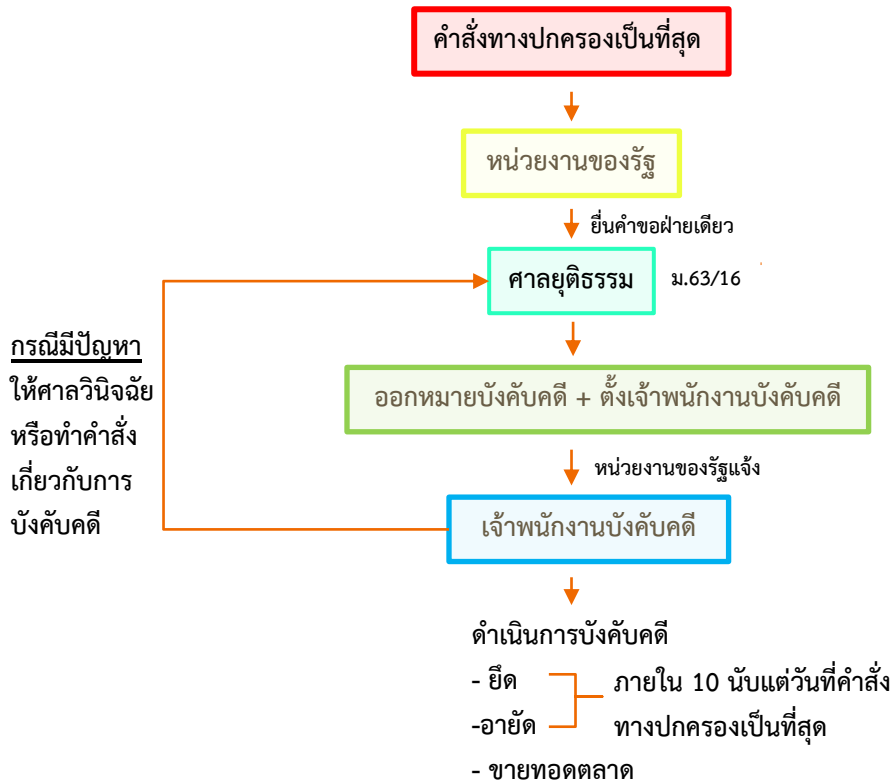 คำสั่งทางปกครองเป็นที่สุด
หน่วยงานของรัฐ
ยื่นคำขอฝ่ายเดียว
ศาลยุติธรรม
ม.63/16
ออกหมายบังคับคดี + ตั้งเจ้าพนักงานบังคับคดี
หน่วยงานของรัฐแจ้ง
เจ้าพนักงานบังคับคดี
กรณีมีปัญหา
ให้ศาลวินิจฉัย
หรือทำคำสั่ง
เกี่ยวกับการ
บังคับคดี
ดำเนินการบังคับคดี
- ยึด
-อายัด
ภายใน 10 นับแต่วันที่คำสั่ง
ทางปกครองเป็นที่สุด
- ขายทอดตลาด